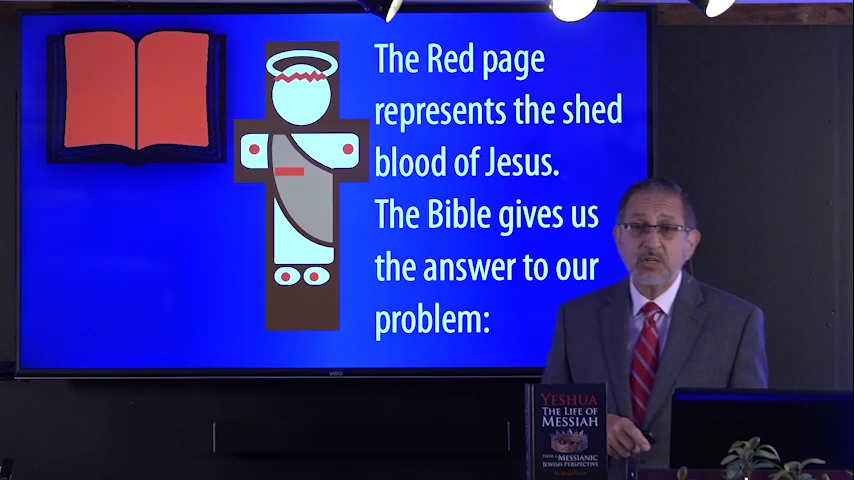 The Red page
represents the shed
blood of Jesus.
The Bible gives us
the answer to our
problem:
VIZIO
YESHUA
THE LIFE OF
MESSIAH
FROM A
MESSIANIC
JEWISH PERSPECTIVE